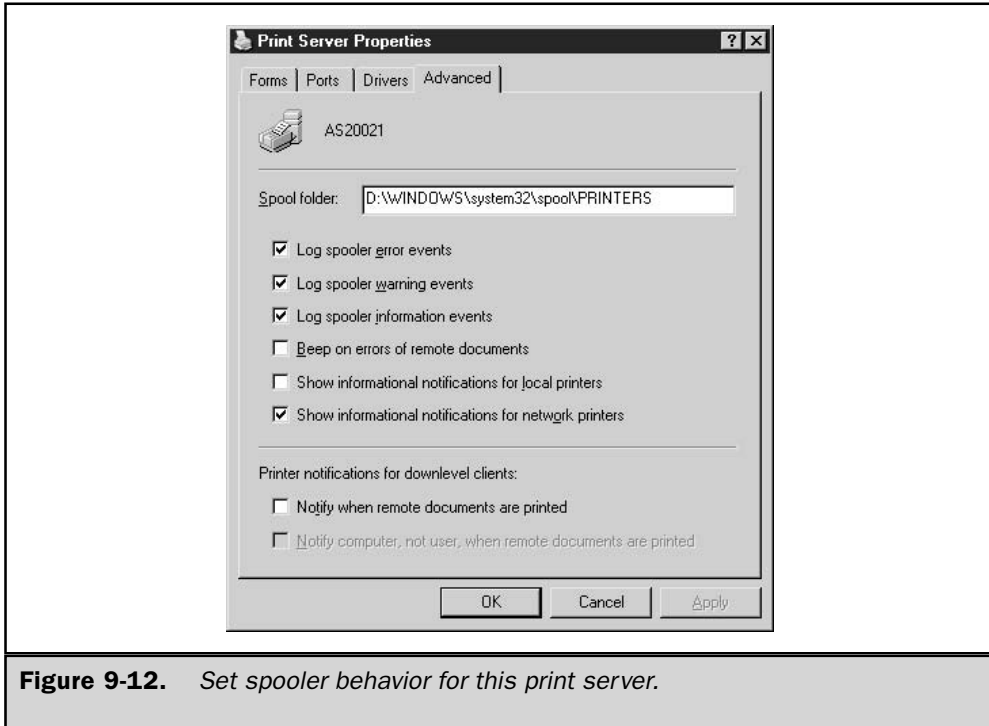 Print Server Properties
Forms
Ports
Drivers
Advanced
AS20021
Spool folder: D:\WINDOWS\system32\spool\PRINTERS
Log spooler error events
Log spooler warning events
Log spooler information events
Beep on errors of remote documents
Show informational notifications for local printers
Show informational notifications for network printers
Printer notifications for downlevel clients:
Notify when remote documents are printed
Notify computer, not user, when remote documents are printed
OK
Cancel
Apply
Figure 9-12. Set spooler behavior for this print server.